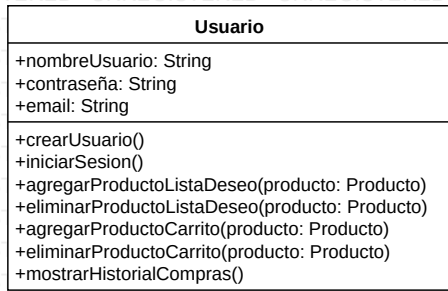 Usuario
+nombreUsuario: String
+contraseña: String
+email: String
+crearUsuario()
+iniciarSesion()
+agregarProductoListaDeseo(producto: Producto)
+eliminarProductoListaDeseo(producto: Producto)
+agregarProductoCarrito(producto: Producto)
+eliminarProductoCarrito(producto: Producto)
+mostrarHistorialCompras()